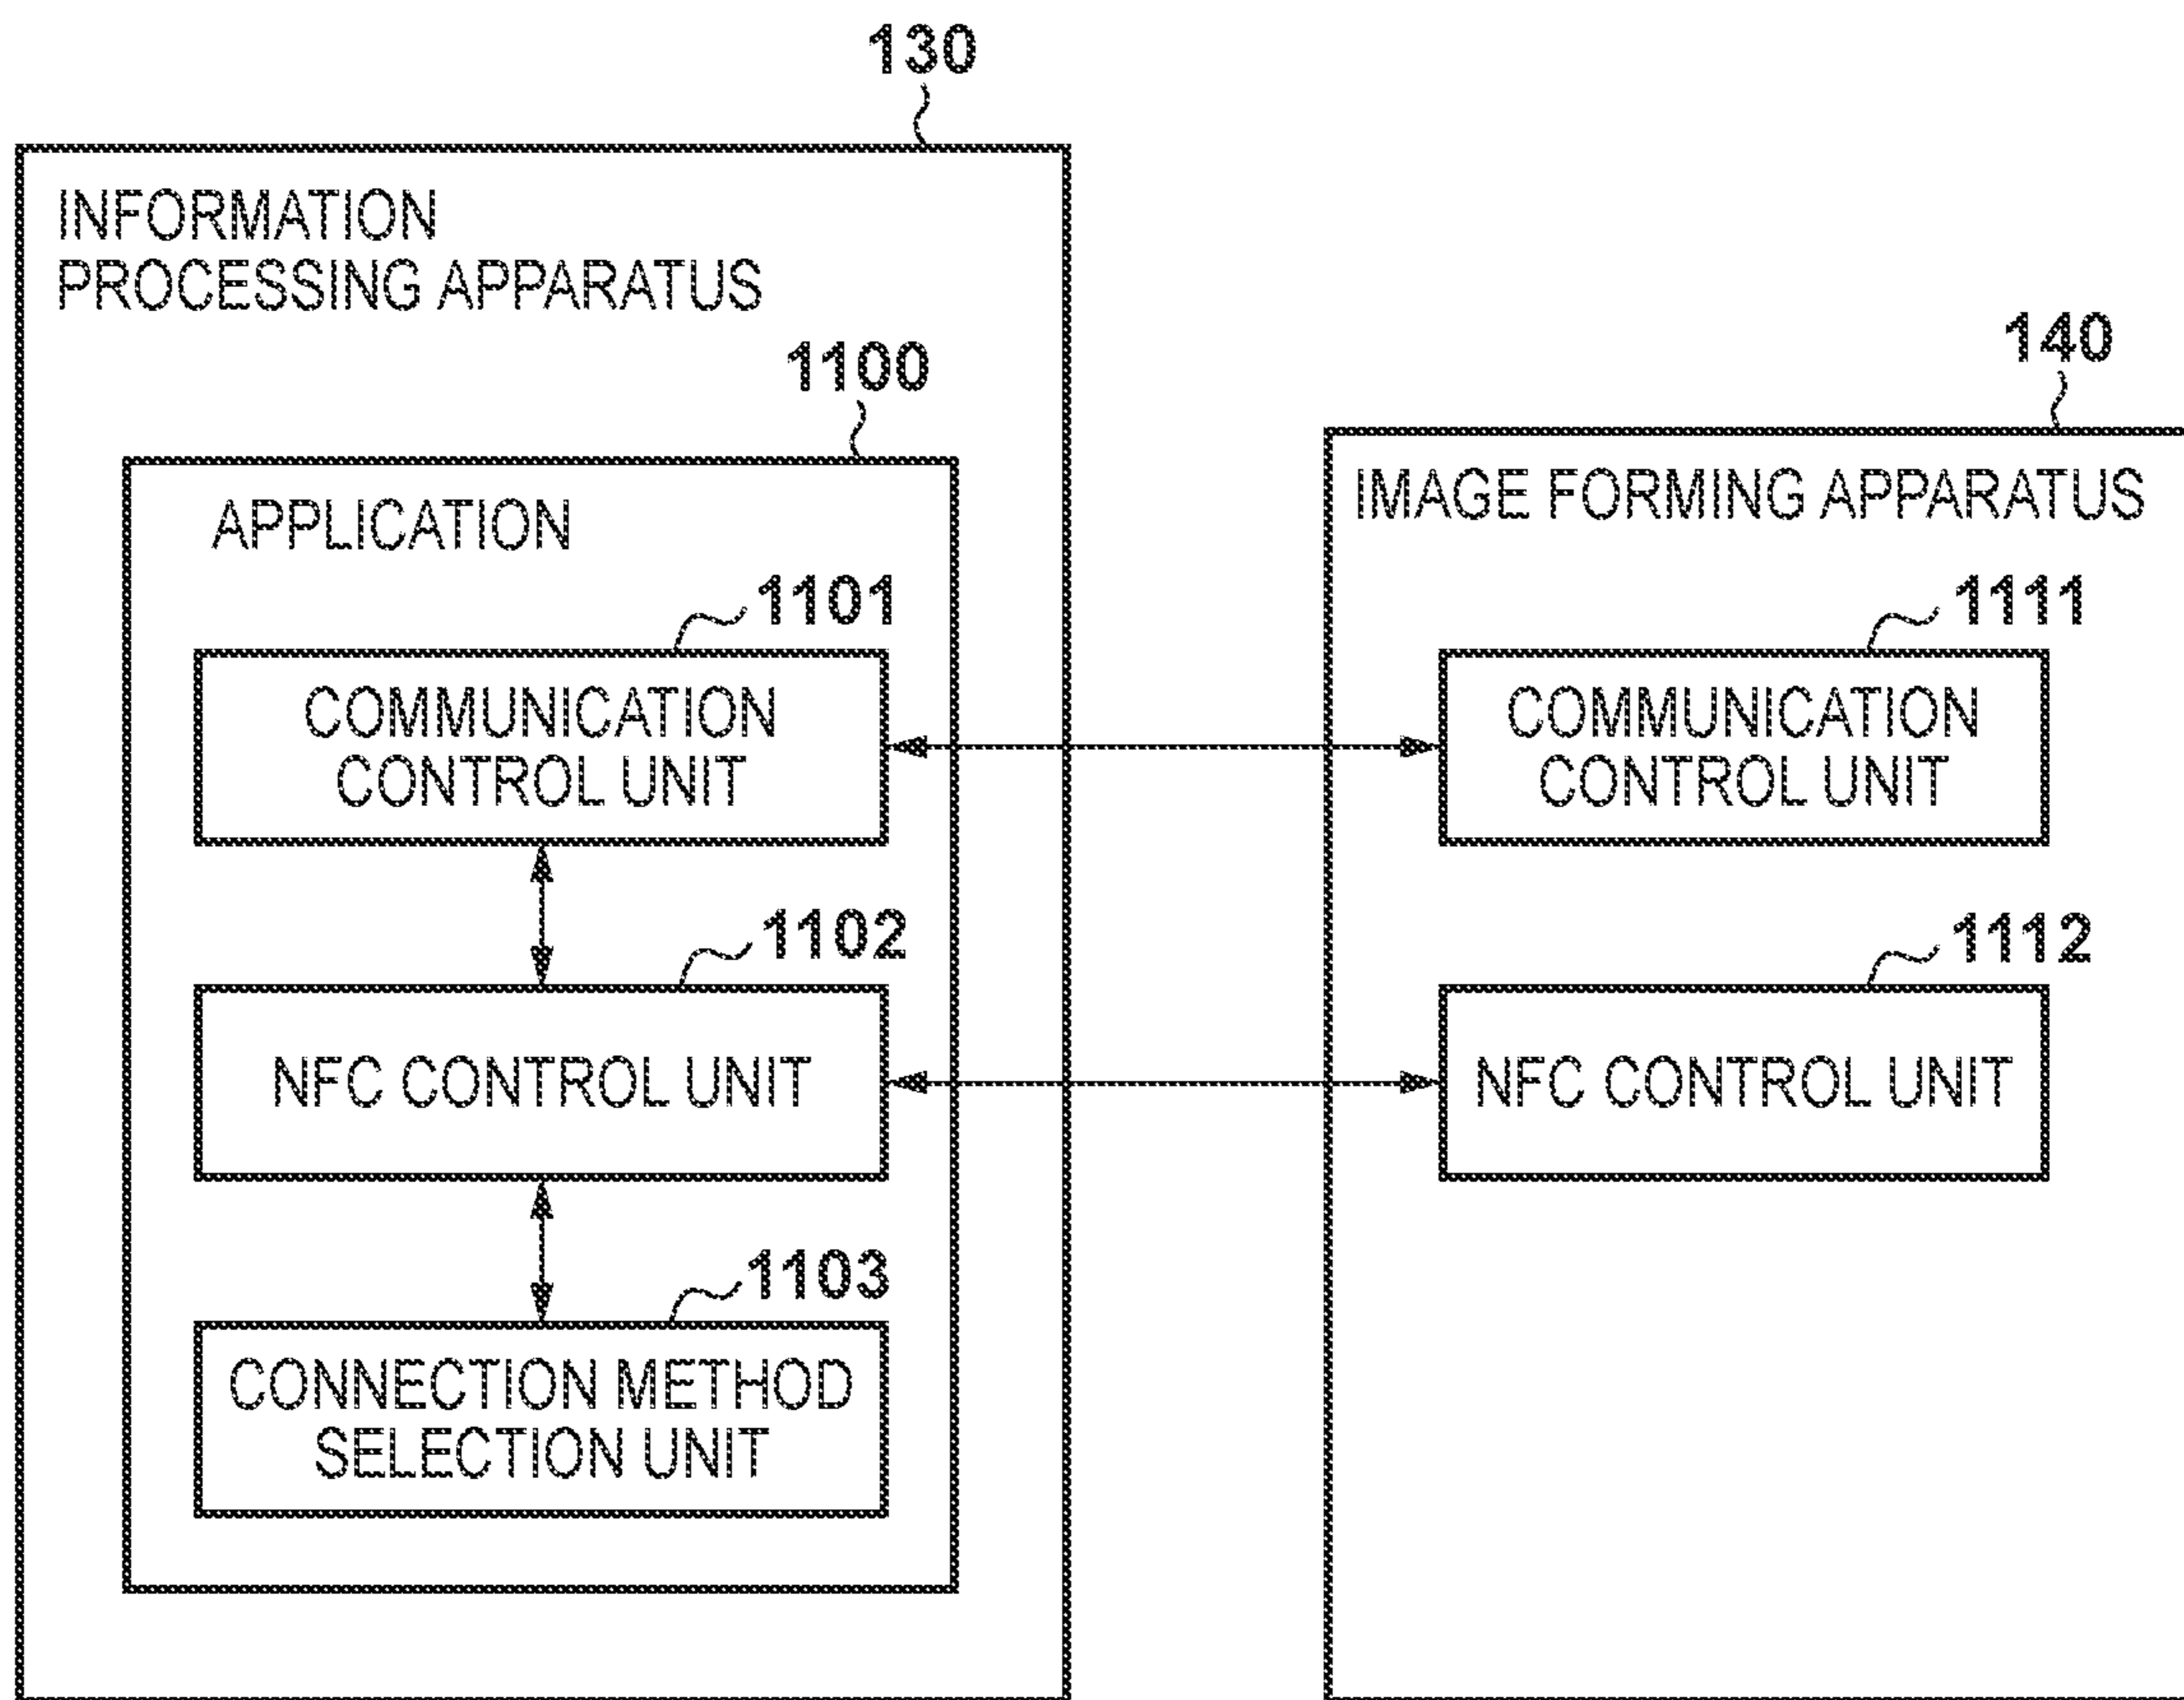 130
INFORMATION
PROCESSING APPARATUS
1100
APPLICATION
1101
COMMUNICATION
CONTROL UNIT
1102
NFC CONTROL UNIT
1103
CONNECTION METHOD
SELECTION UNIT
140
IMAGE FORMING APPARATUS
1111
COMMUNICATION
CONTROL UNIT
1112
NFC CONTROL UNIT